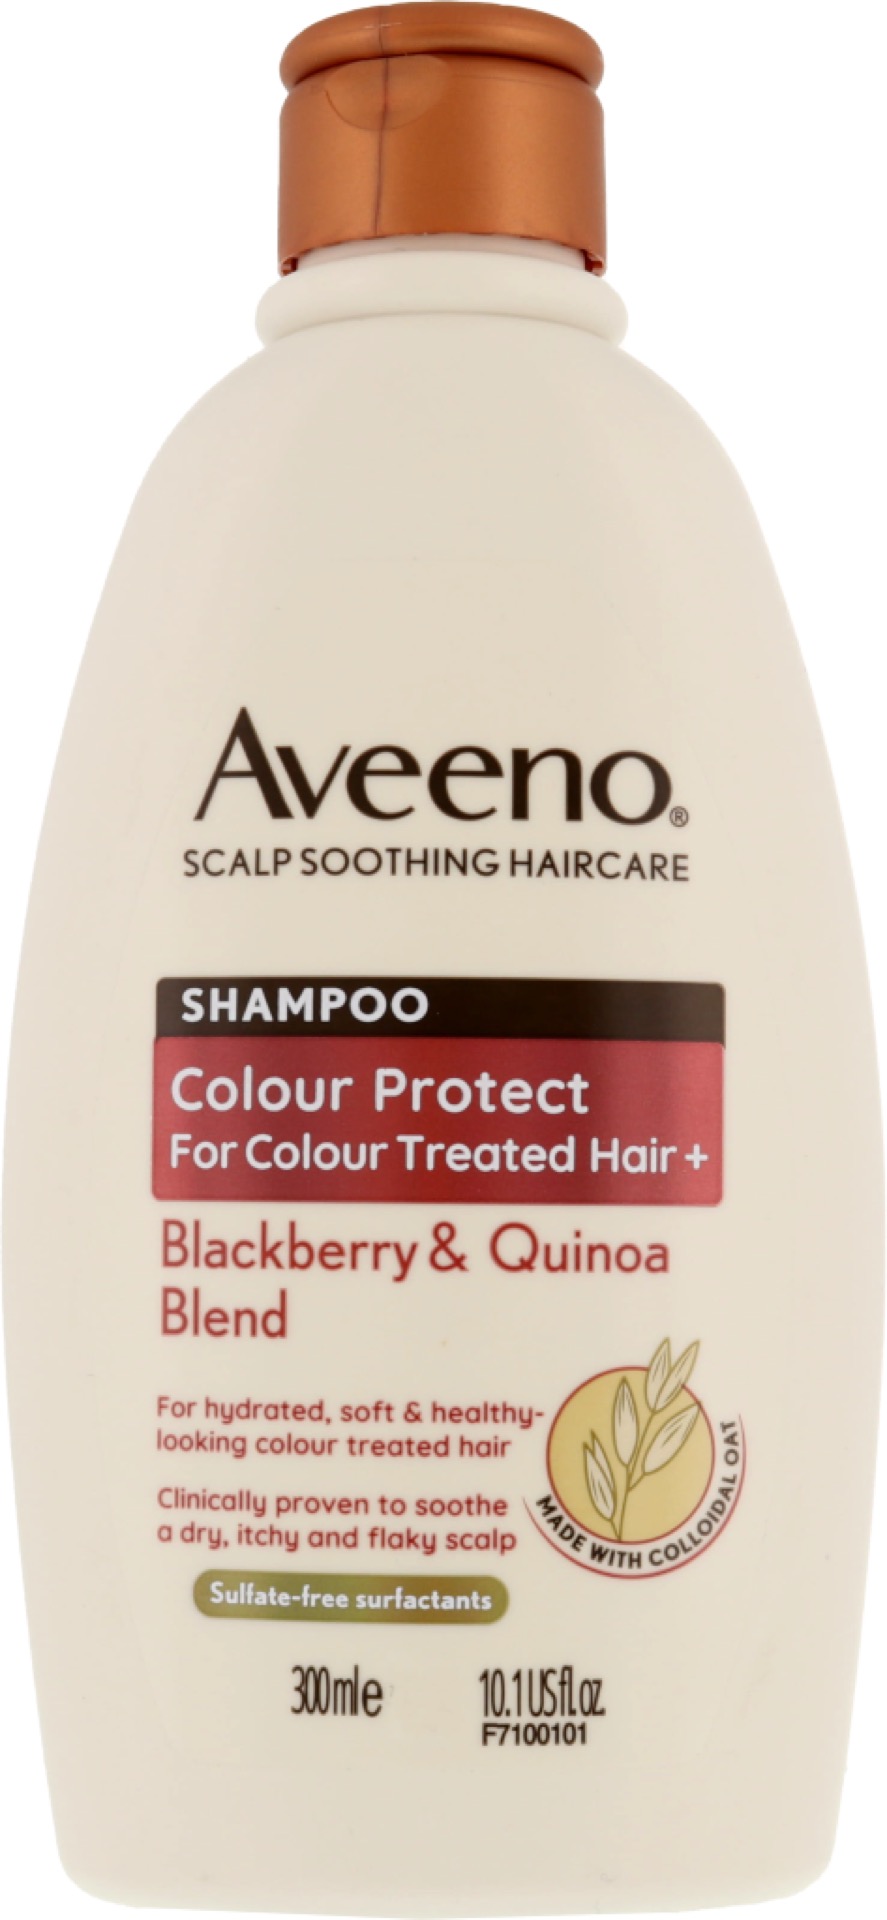 Aveeno®
SCALP SOOTHING HAIRCARE
SHAMPOO
Colour Protect
For Colour Treated Hair +
Blackberry & Quinoa
Blend
For hydrated, soft & healthy-
looking colour treated hair
Clinically proven to soothe
a dry, itchy and flaky scalp
MADE WITH COLLOIDAL OAT
Sulfate-free surfactants
300ml e
10.1 US fl.oz.
F7100101